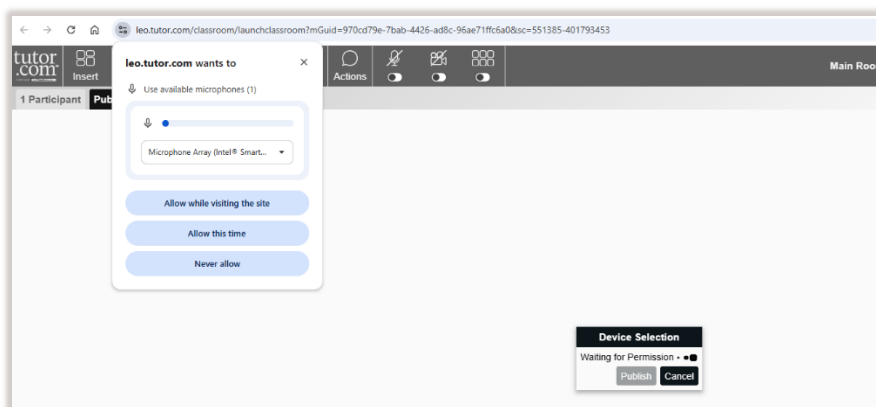 leo.tutor.com/classroom/launchclassroom?mGuid=970cd79e-7bab-4426-ad8c-96ae71ffc6a0&sc=551385-401793453
tutor
.com
Insert
Actions
Main Roo
1 Participant
Pub
leo.tutor.com wants to
Use available microphones (1)
Microphone Array (Intel® Smart...
Allow while visiting the site
Allow this time
Never allow
Device Selection
Waiting for Permission
Publish Cancel